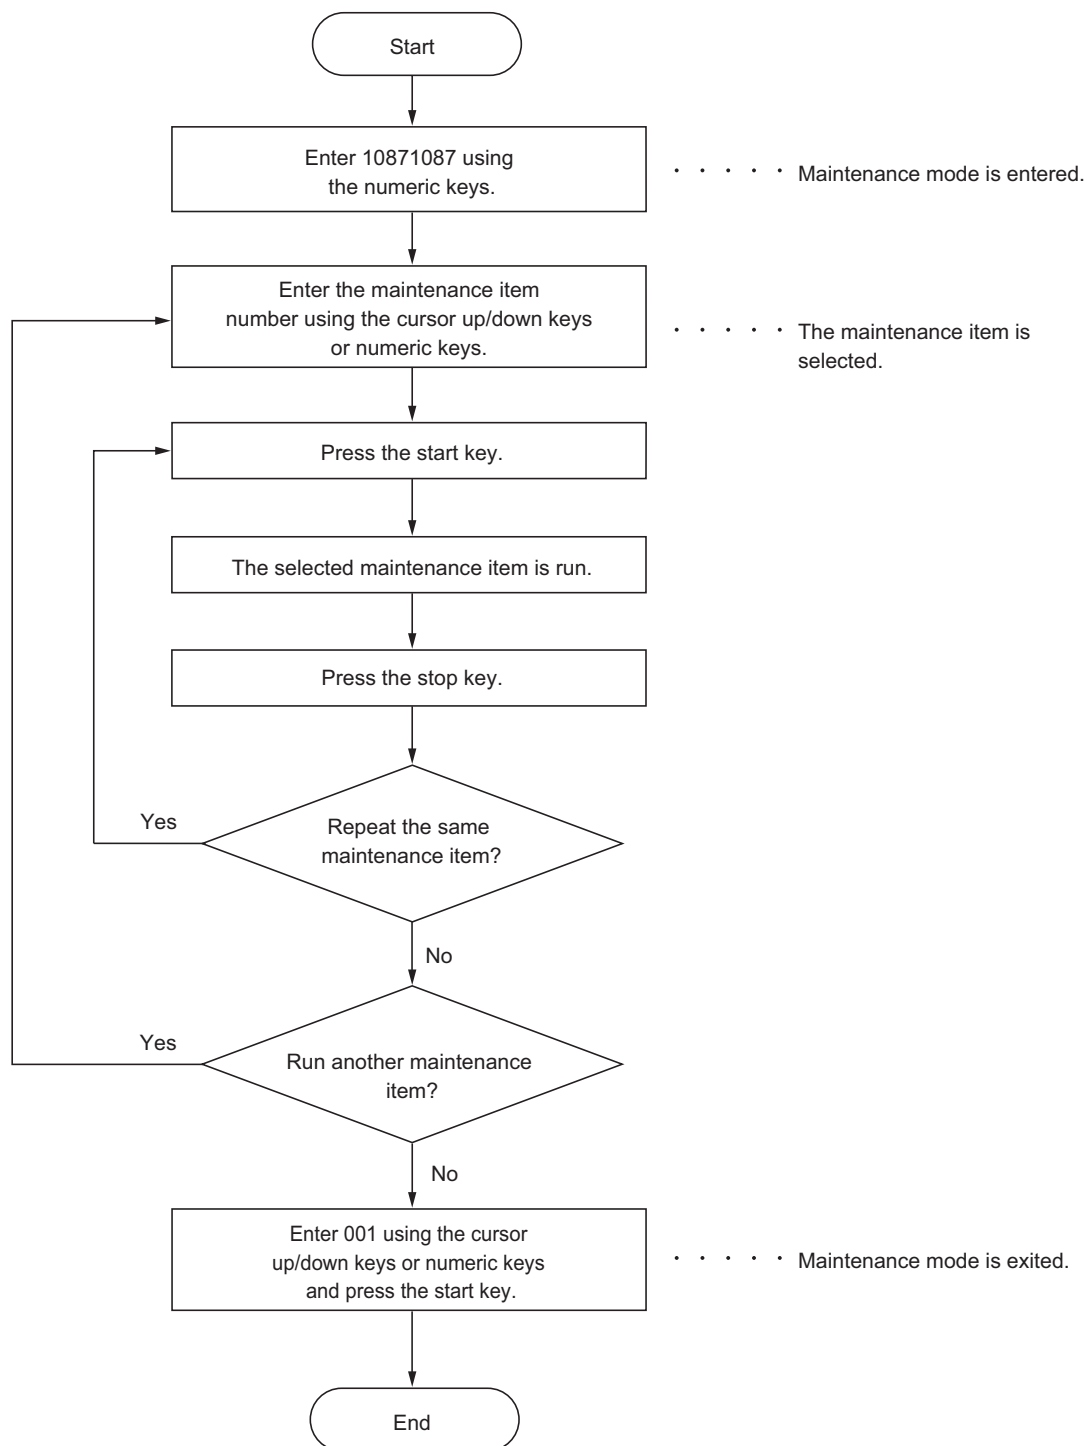 Start
Enter 10871087 using
the numeric keys.
Maintenance mode is entered.
Enter the maintenance item
number using the cursor up/down keys
or numeric keys.
The maintenance item is
selected.
Press the start key.
The selected maintenance item is run.
Press the stop key.
Yes
Repeat the same
maintenance item?
No
Yes
Run another maintenance
item?
No
Enter 001 using the cursor
up/down keys or numeric keys
and press the start key.
Maintenance mode is exited.
End